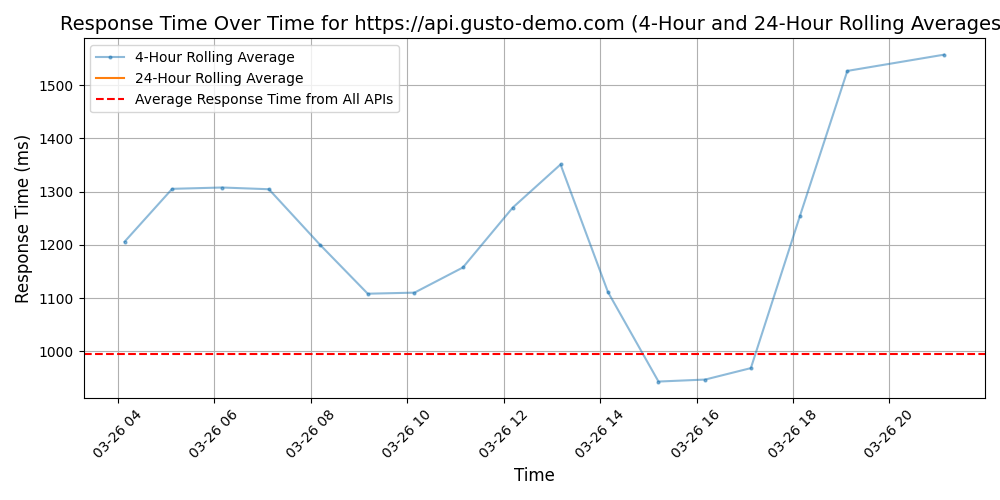 Response Time Over Time for https://api.gusto-demo.com (4-Hour and 24-Hour Rolling Averages
4-Hour Rolling Average
24-Hour Rolling Average
Average Response Time from All APIs
Response Time (ms)
1500
1400
1300
1200
1100
1000
03-26 04
03-26 06
03-26 08
03-26 10
03-26 12
03-26 14
03-26 16
03-26 18
03-26 20
Time